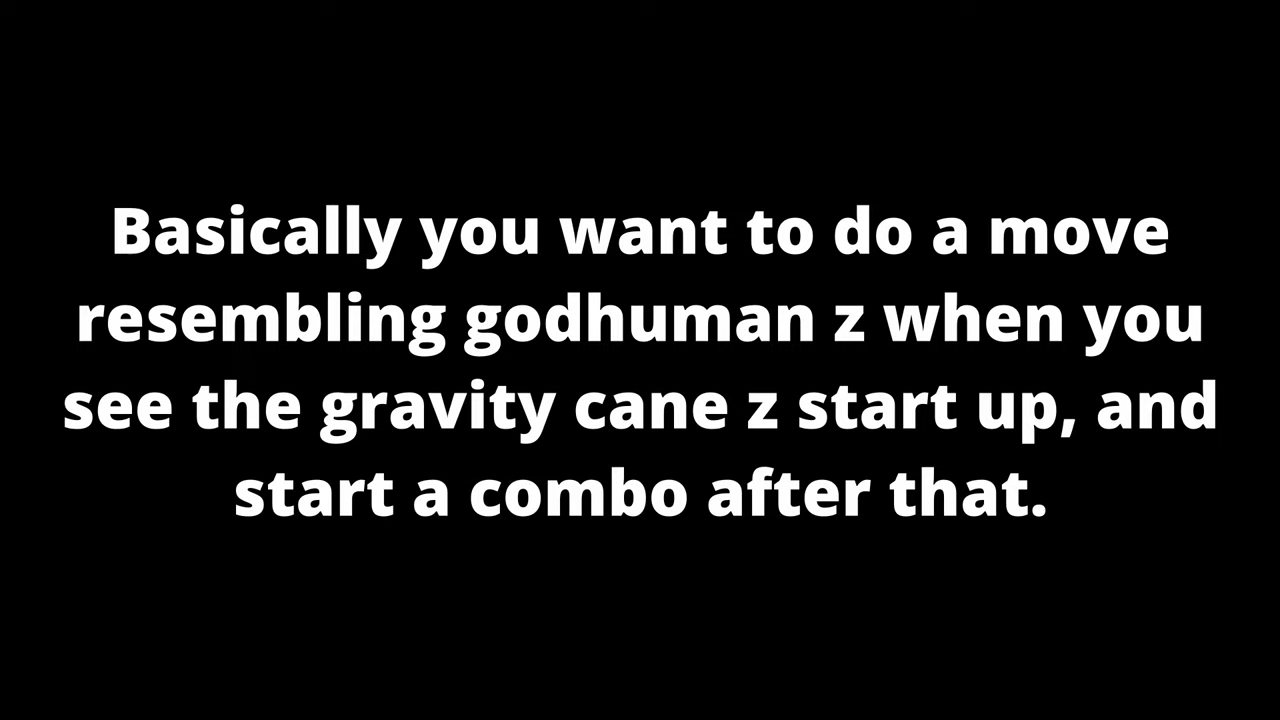 Basically you want to do a move
resembling godhuman z when you
see the gravity cane z start up, and
start a combo after that.